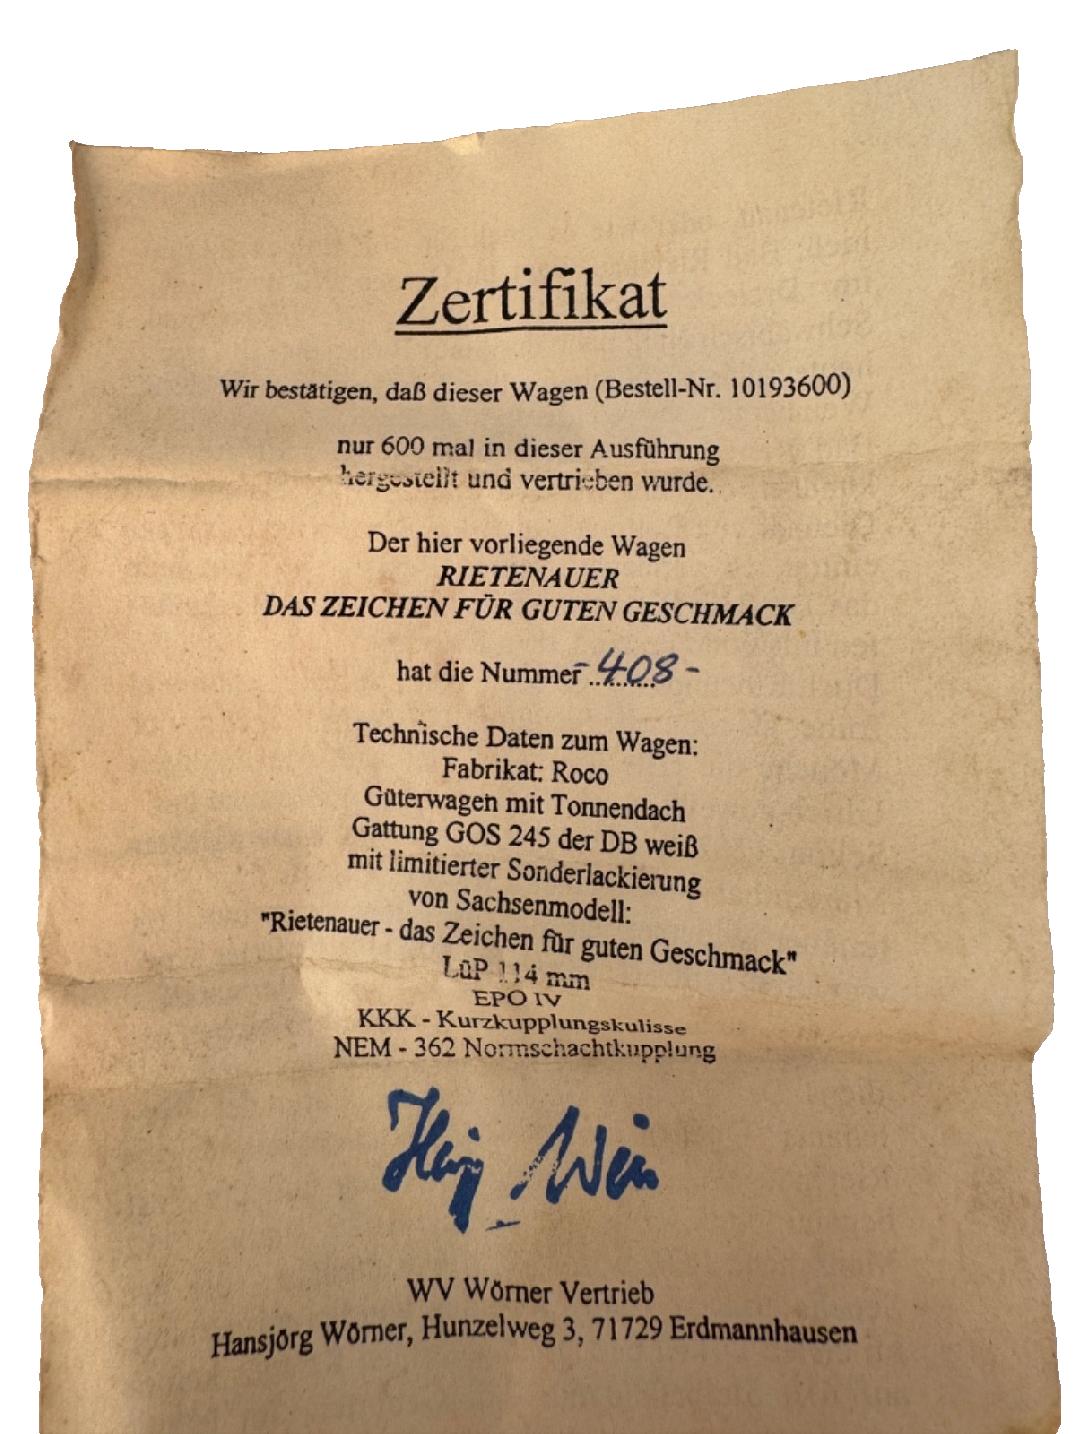 Zertifikat
Wir bestätigen, daß dieser Wagen (Bestell-Nr. 10193600)
nur 600 mal in dieser Ausführung
hergestellt und vertrieben wurde.
Der hier vorliegende Wagen
RIETENAUER
DAS ZEICHEN FÜR GUTEN GESCHMACK
hat die Nummer - 408 -
Technische Daten zum Wagen:
Fabrikat: Roco
Güterwagen mit Tonnendach
Gattung GOS 245 der DB weiß
mit limitierter Sonderlackierung
von Sachsenmodell:
"Rietenauer - das Zeichen für guten Geschmack"
LüP 114 mm
EPO IV
KKK - Kurzkupplungskulisse
NEM - 362 Normschachtkupplung
WV Wörner Vertrieb
Hansjörg Wörner, Hunzelweg 3, 71729 Erdmannhausen